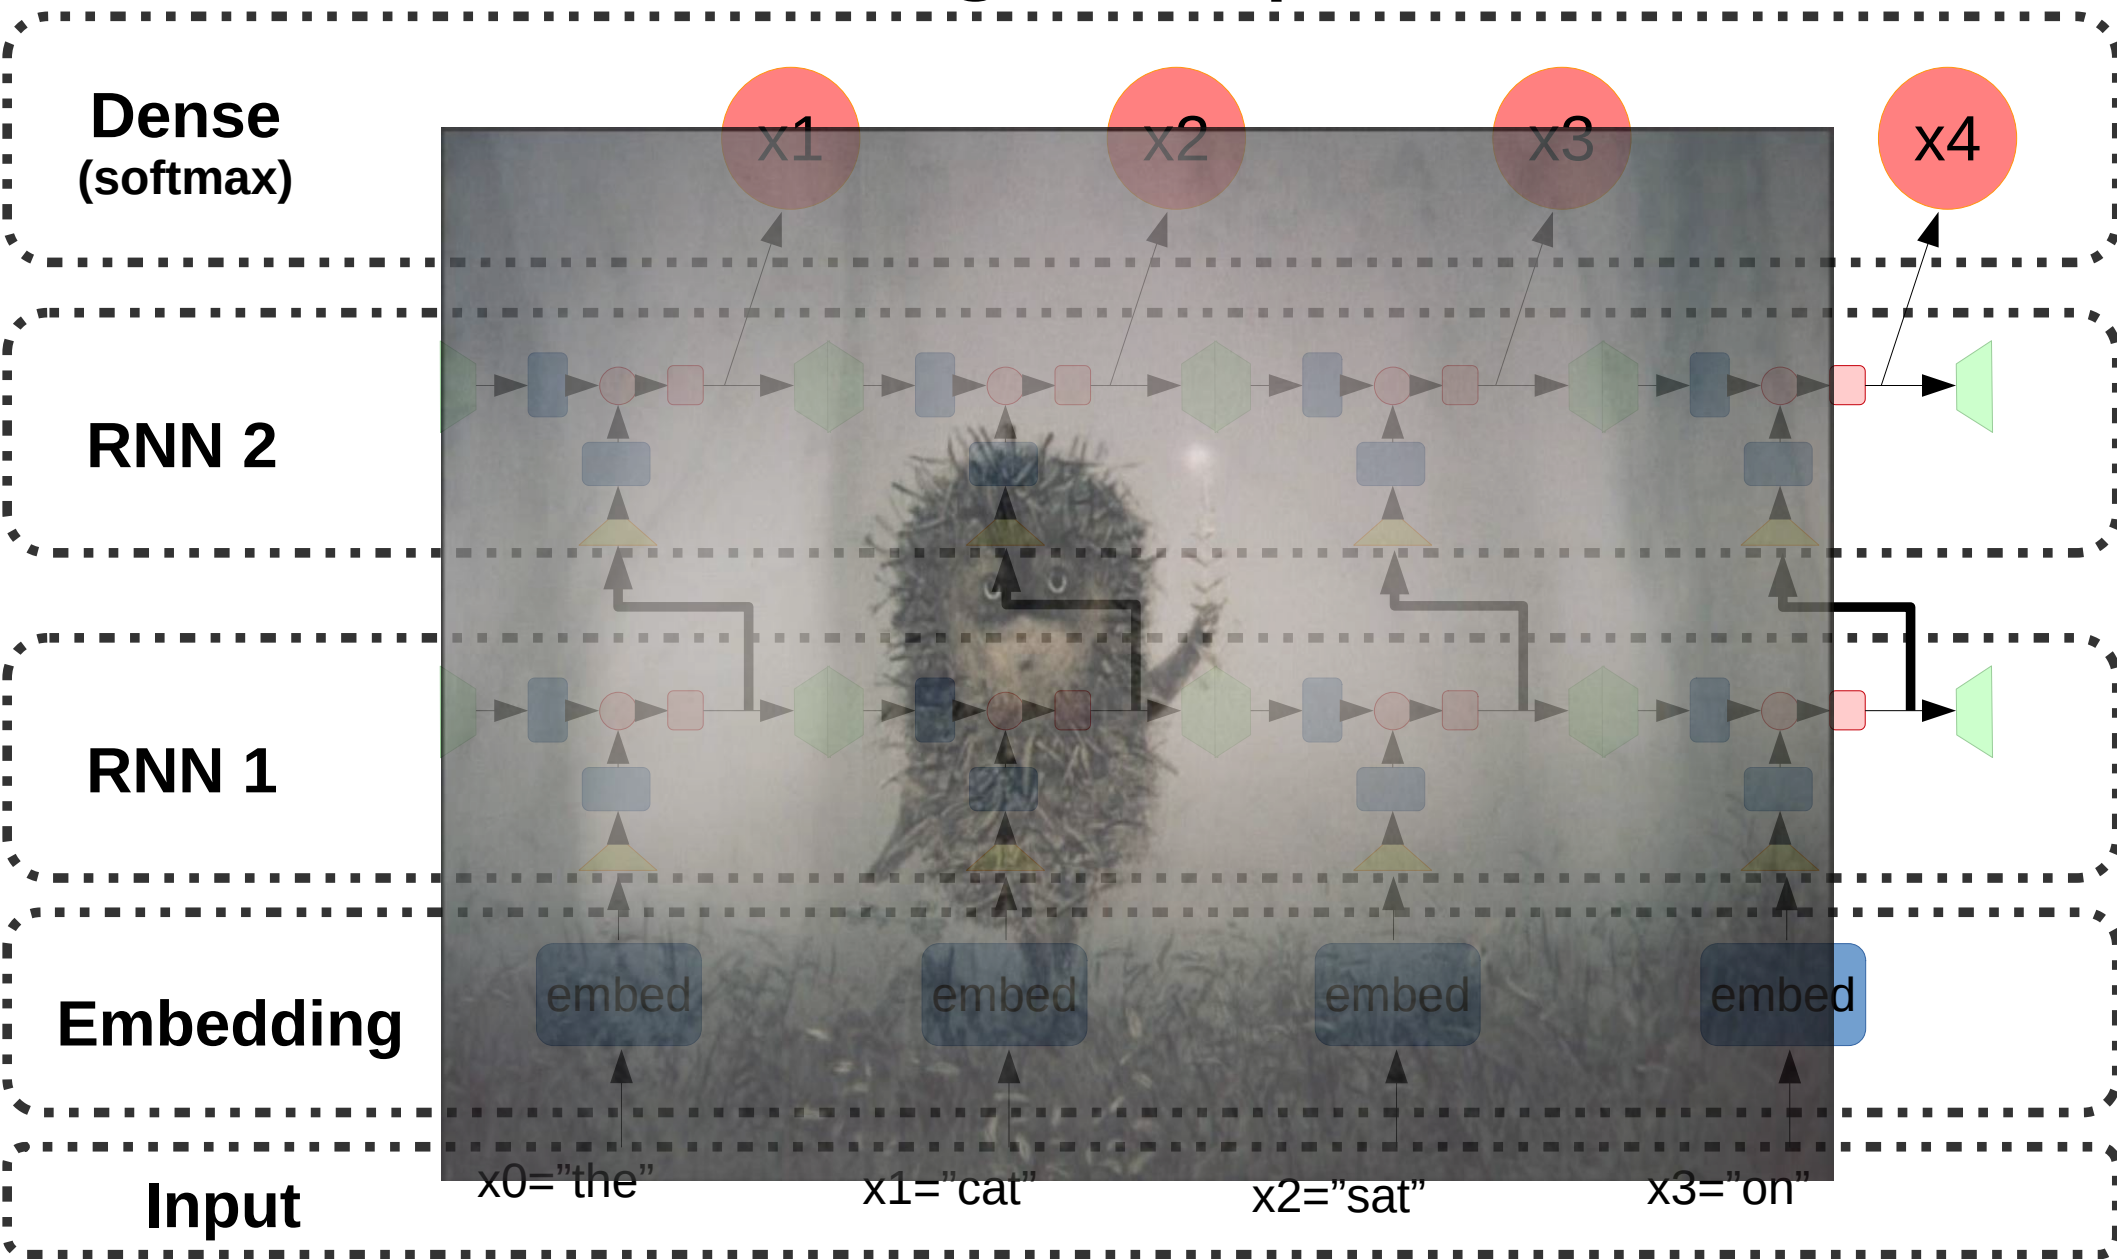 x1 x2 x3 x4
Dense
(softmax)
RNN 2
RNN 1
embed embed embed embed
Embedding
x0=”the” x1=”cat” x2=”sat” x3=”on”
Input